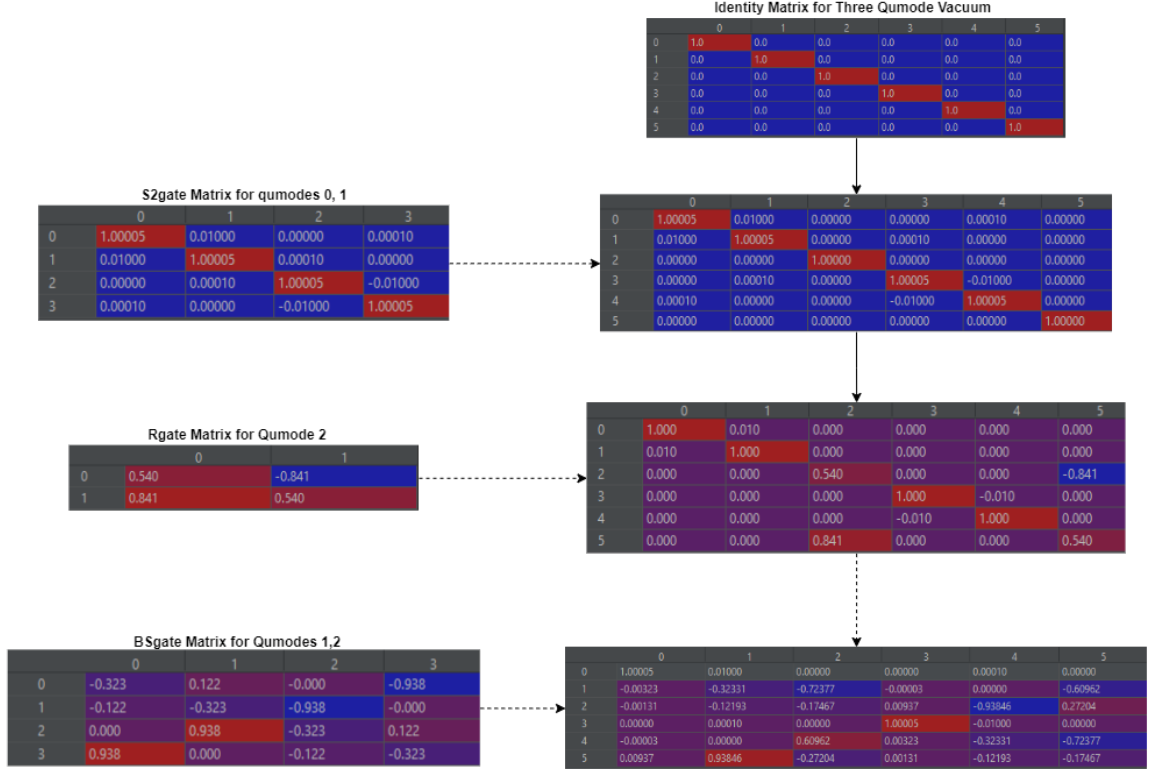 Identity Matrix for Three Qumode Vacuum
0 1 2 3 4 5
0 1.0 0.0 0.0 0.0 0.0 0.0
1 0.0 1.0 0.0 0.0 0.0 0.0
2 0.0 0.0 1.0 0.0 0.0 0.0
3 0.0 0.0 0.0 1.0 0.0 0.0
4 0.0 0.0 0.0 0.0 1.0 0.0
5 0.0 0.0 0.0 0.0 0.0 1.0
S2gate Matrix for qumodes 0, 1
0 1 2 3
0 1.00005 0.01000 0.00000 0.00010
1 0.01000 1.00005 0.00010 0.00000
2 0.00000 0.00010 1.00005 -0.01000
3 0.00010 0.00000 -0.01000 1.00005
0 1 2 3 4 5
0 1.00005 0.01000 0.00000 0.00000 0.00010 0.00000
1 0.01000 1.00005 0.00000 0.00010 0.00000 0.00000
2 0.00000 0.00000 1.00000 0.00000 0.00000 0.00000
3 0.00000 0.00010 0.00000 1.00005 -0.01000 0.00000
4 0.00010 0.00000 0.00000 -0.01000 1.00005 0.00000
5 0.00000 0.00000 0.00000 0.00000 0.00000 1.00000
Rgate Matrix for Qumode 2
0 1
0 0.540 -0.841
1 0.841 0.540
0 1 2 3 4 5
0 1.000 0.010 0.000 0.000 0.000 0.000
1 0.010 1.000 0.000 0.000 0.000 0.000
2 0.000 0.000 0.540 0.000 0.000 -0.841
3 0.000 0.000 0.000 1.000 -0.010 0.000
4 0.000 0.000 0.000 -0.010 1.000 0.000
5 0.000 0.000 0.841 0.000 0.000 0.540
BSgate Matrix for Qumodes 1,2
0 1 2 3
0 -0.323 0.122 -0.000 -0.938
1 -0.122 -0.323 -0.938 -0.000
2 0.000 0.938 -0.323 0.122
3 0.938 0.000 -0.122 -0.323
0 1 2 3 4 5
0 1.00005 0.01000 0.00000 0.00000 0.00010 0.00000
1 -0.00323 -0.32331 -0.72377 -0.00003 0.00000 -0.60962
2 -0.00131 -0.12193 -0.17467 0.00937 -0.93846 0.27204
3 0.00000 0.00010 0.00000 1.00005 -0.01000 0.00000
4 -0.00003 0.00000 0.60962 0.00323 -0.32331 -0.72377
5 0.00937 0.93846 -0.27204 0.00131 -0.12193 -0.17467